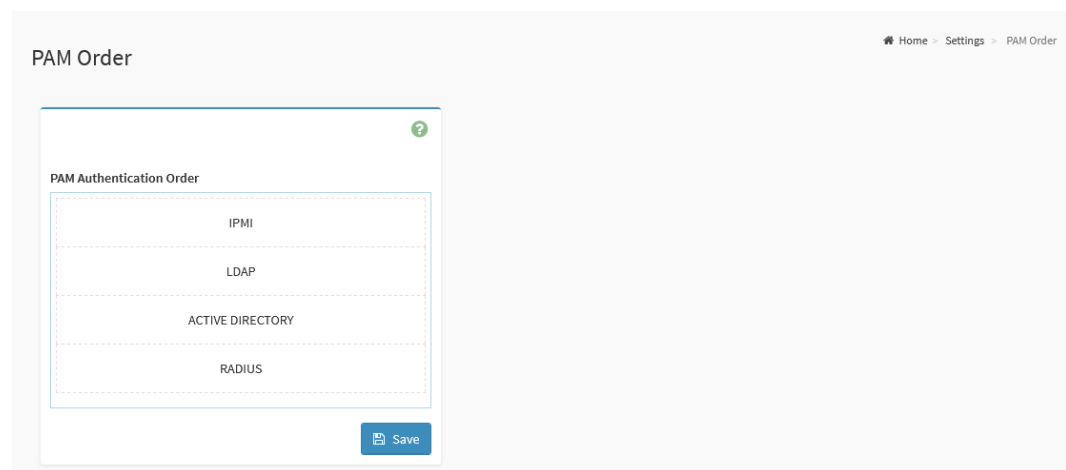 Home > Settings > PAM Order
PAM Order
?
PAM Authentication Order
IPMI
LDAP
ACTIVE DIRECTORY
RADIUS
Save